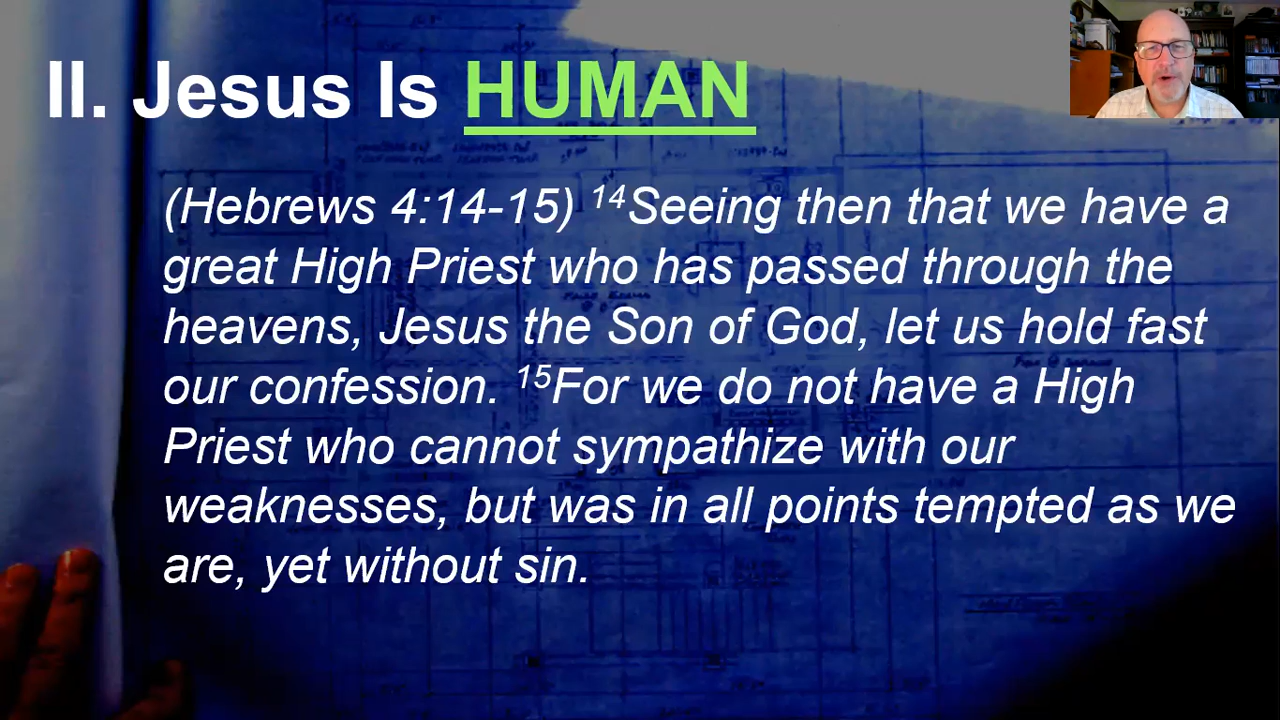 II. Jesus Is HUMAN
(Hebrews 4:14-15) 14Seeing then that we have a
great High Priest who has passed through the
heavens, Jesus the Son of God, let us hold fast
our confession. 15For we do not have a High
Priest who cannot sympathize with our
weaknesses, but was in all points tempted as we
are, yet without sin.